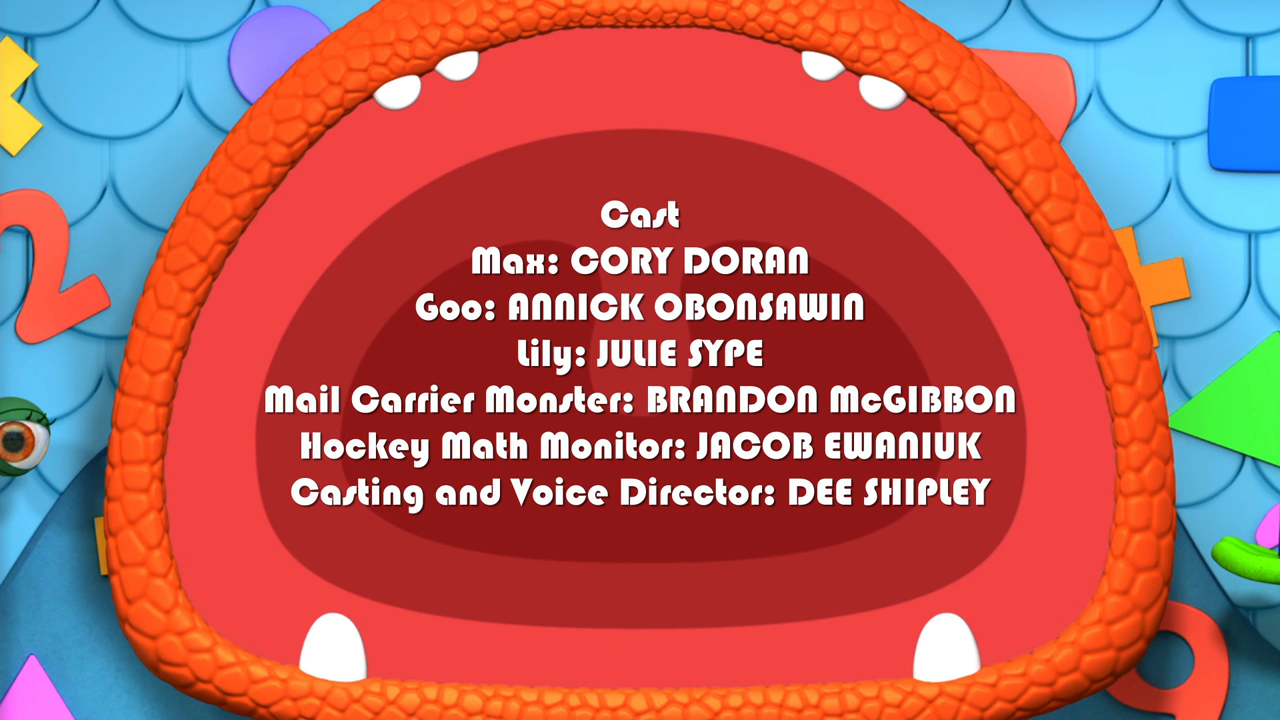 Cast
Max: CORY DORAN
Goo: ANNICK OBONSAWIN
Lily: JULIE SYPE
Mail Carrier Monster: BRANDON McGIBBON
Hockey Math Monitor: JACOB EWANIUK
Casting and Voice Director: DEE SHIPLEY
2